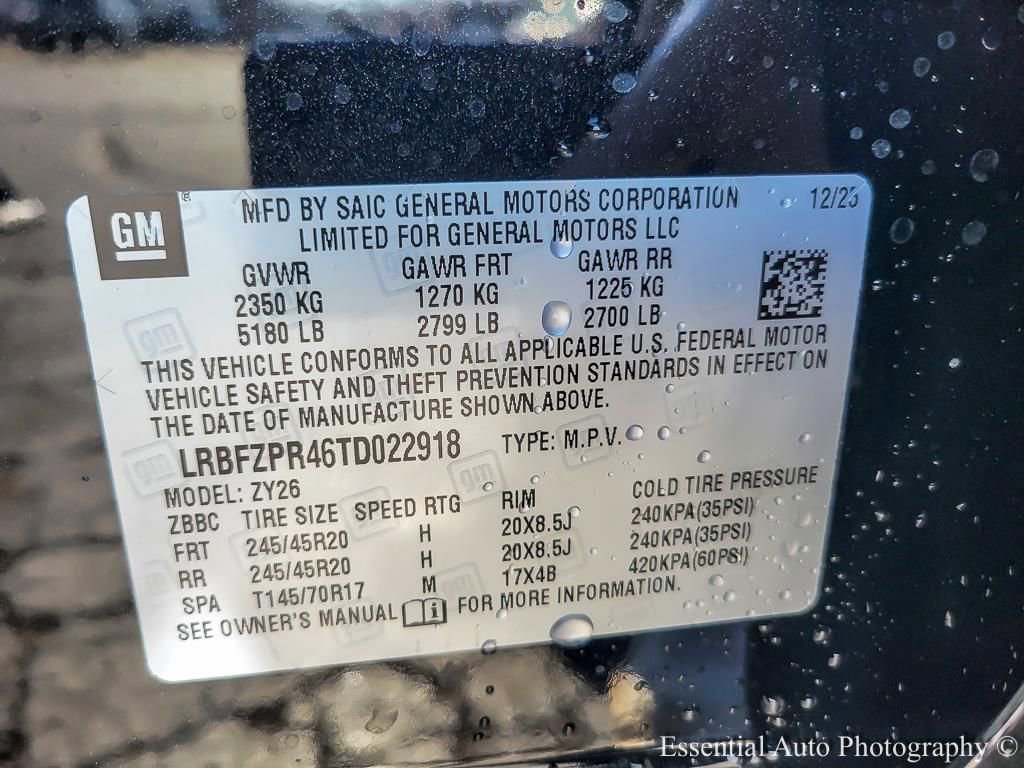 GM
MFD BY SAIC GENERAL MOTORS CORPORATION 12/25
LIMITED FOR GENERAL MOTORS LLC
GVWR GAWR FRT GAWR RR
2350 KG 1270 KG 1225 KG
5180 LB 2799 LB 2700 LB
THIS VEHICLE CONFORMS TO ALL APPLICABLE U.S. FEDERAL MOTOR
VEHICLE SAFETY AND THEFT PREVENTION STANDARDS IN EFFECT ON
THE DATE OF MANUFACTURE SHOWN ABOVE.
LRBFZPR46TD022918 TYPE: M.P.V.
MODEL: ZY26
ZBBC TIRE SIZE SPEED RTG RIM COLD TIRE PRESSURE
FRT 245/45R20 H 20X8.5J 240KPA(35PSI)
RR 245/45R20 H 20X8.5J 240KPA(35PSI)
SPA T145/70R17 M 17X4B 420KPA(60PSI)
SEE OWNER'S MANUAL FOR MORE INFORMATION.
Essential Auto Photography ©